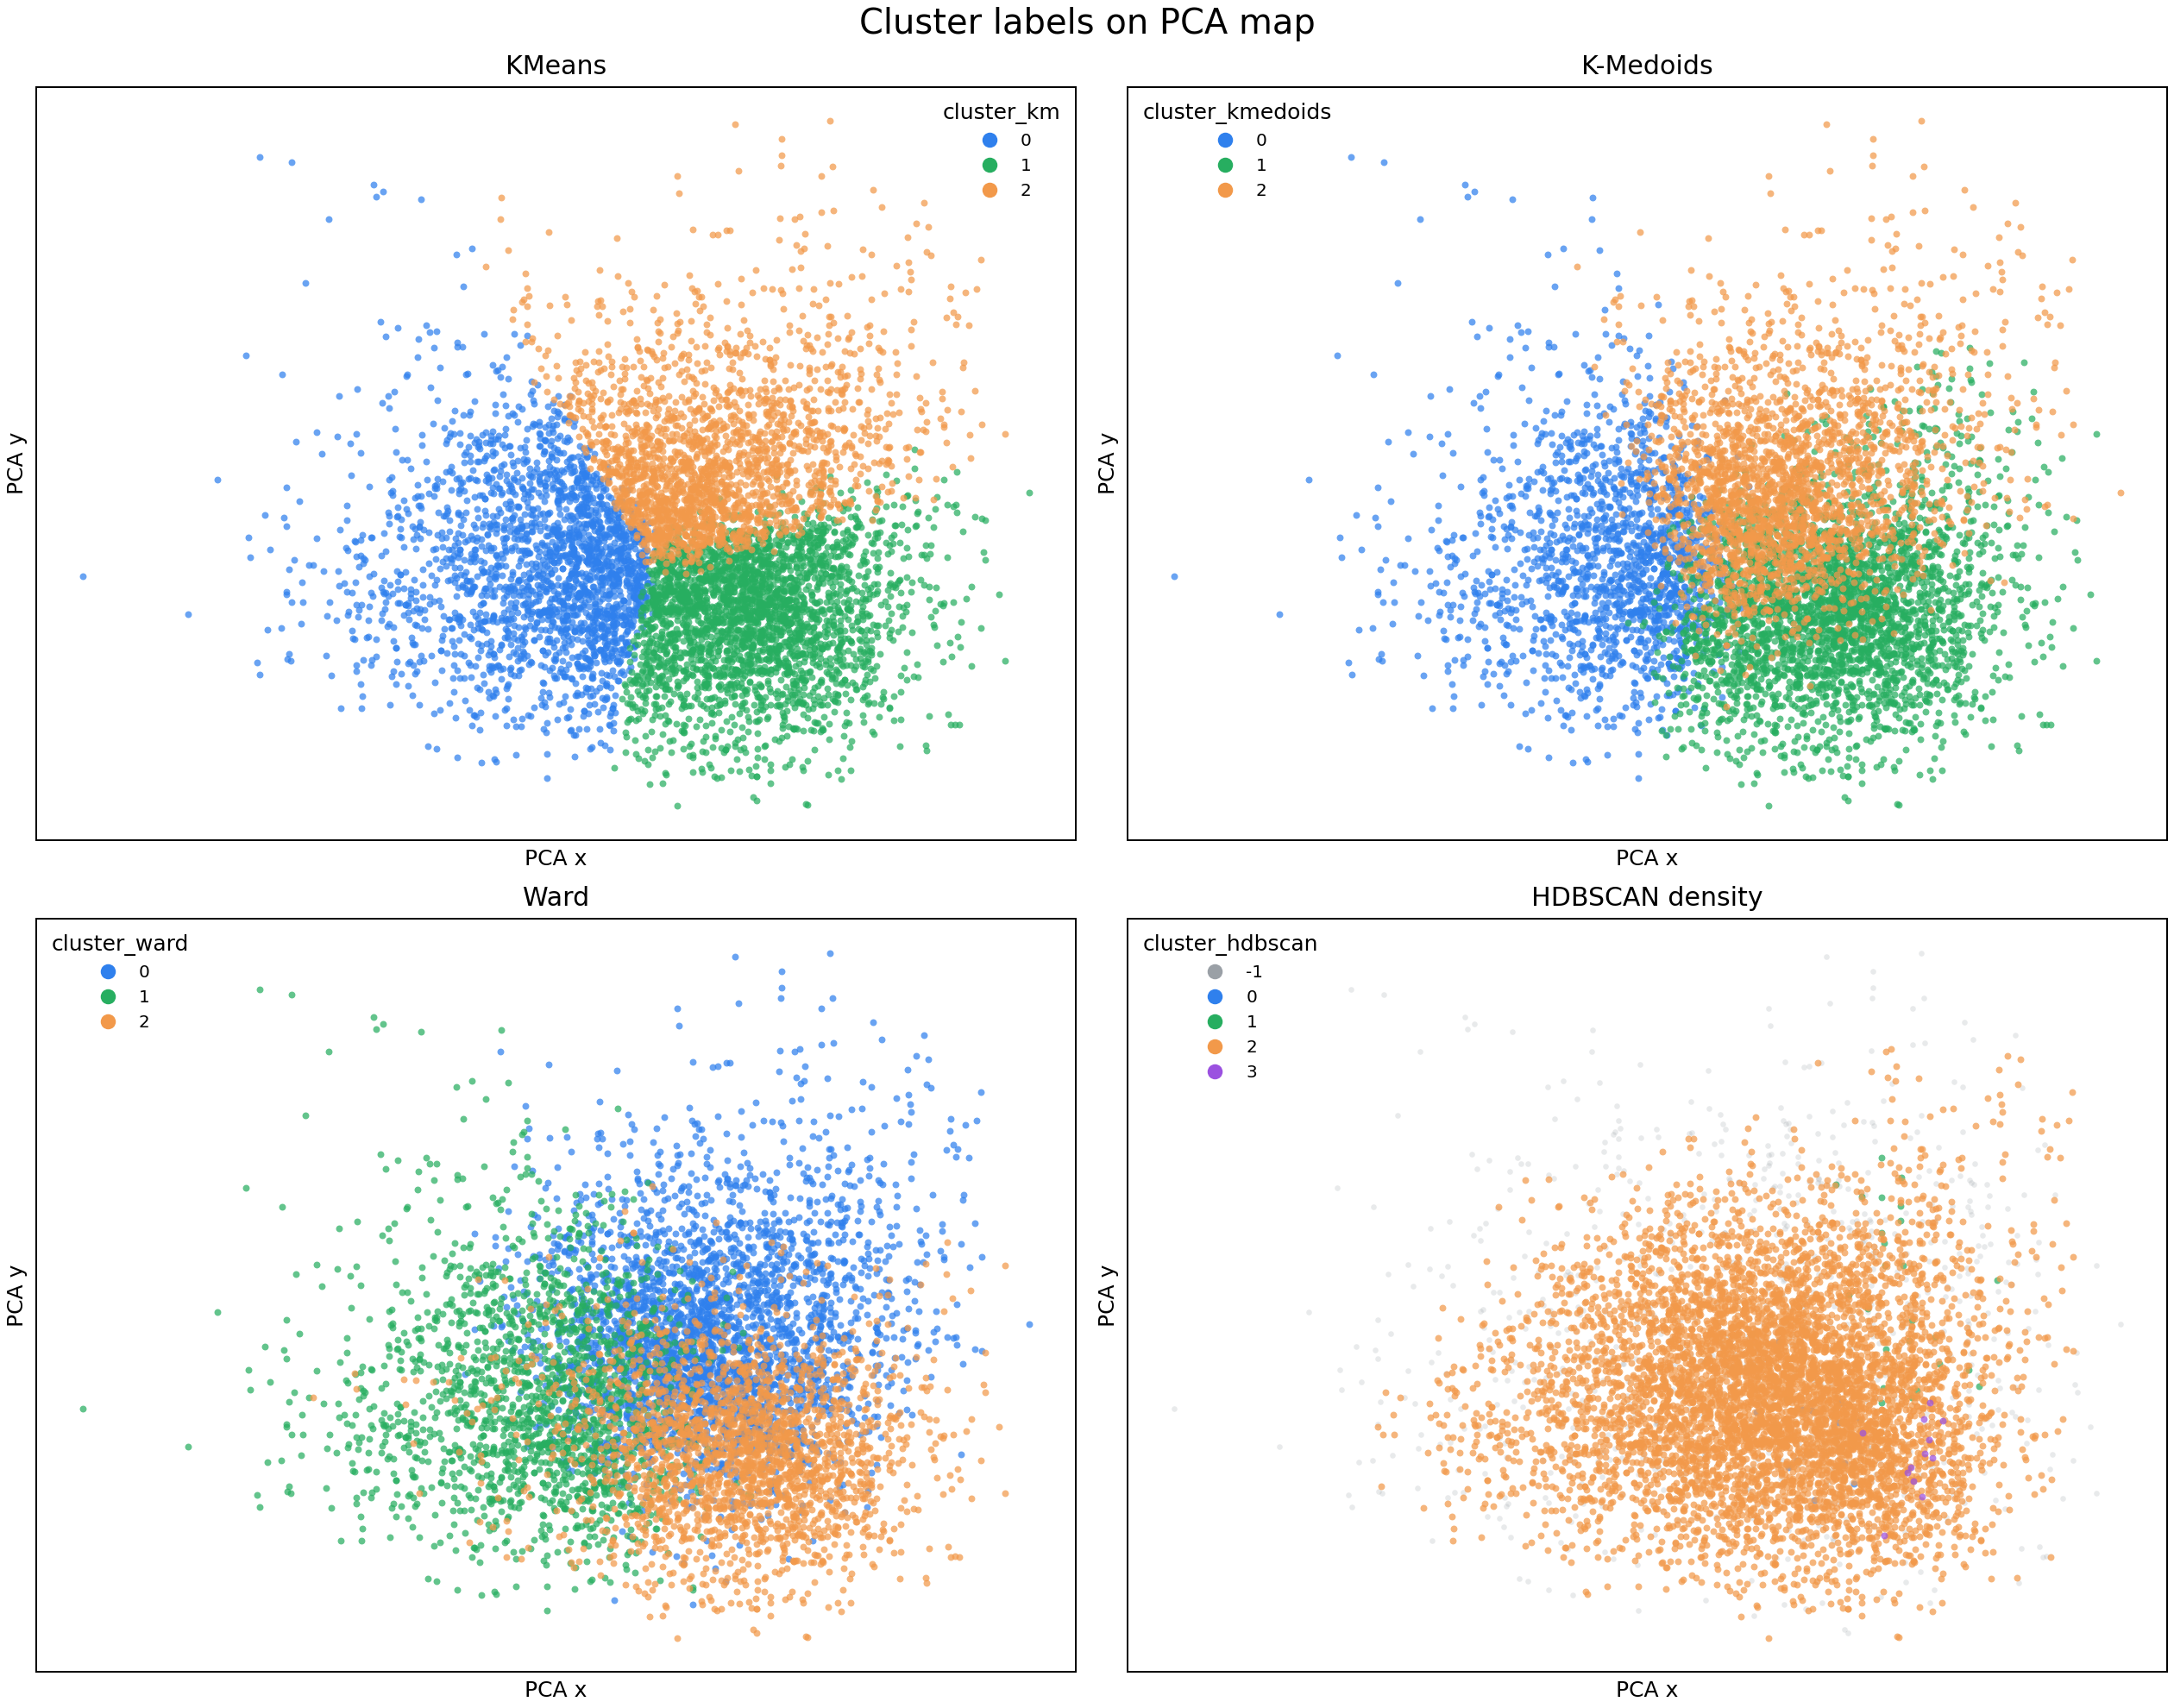 Cluster labels on PCA map
KMeans
cluster_km
0
1
2
PCA y
PCA x
K-Medoids
cluster_kmedoids
0
1
2
PCA y
PCA x
Ward
cluster_ward
0
1
2
PCA y
PCA x
HDBSCAN density
cluster_hdbscan
-1
0
1
2
3
PCA y
PCA x